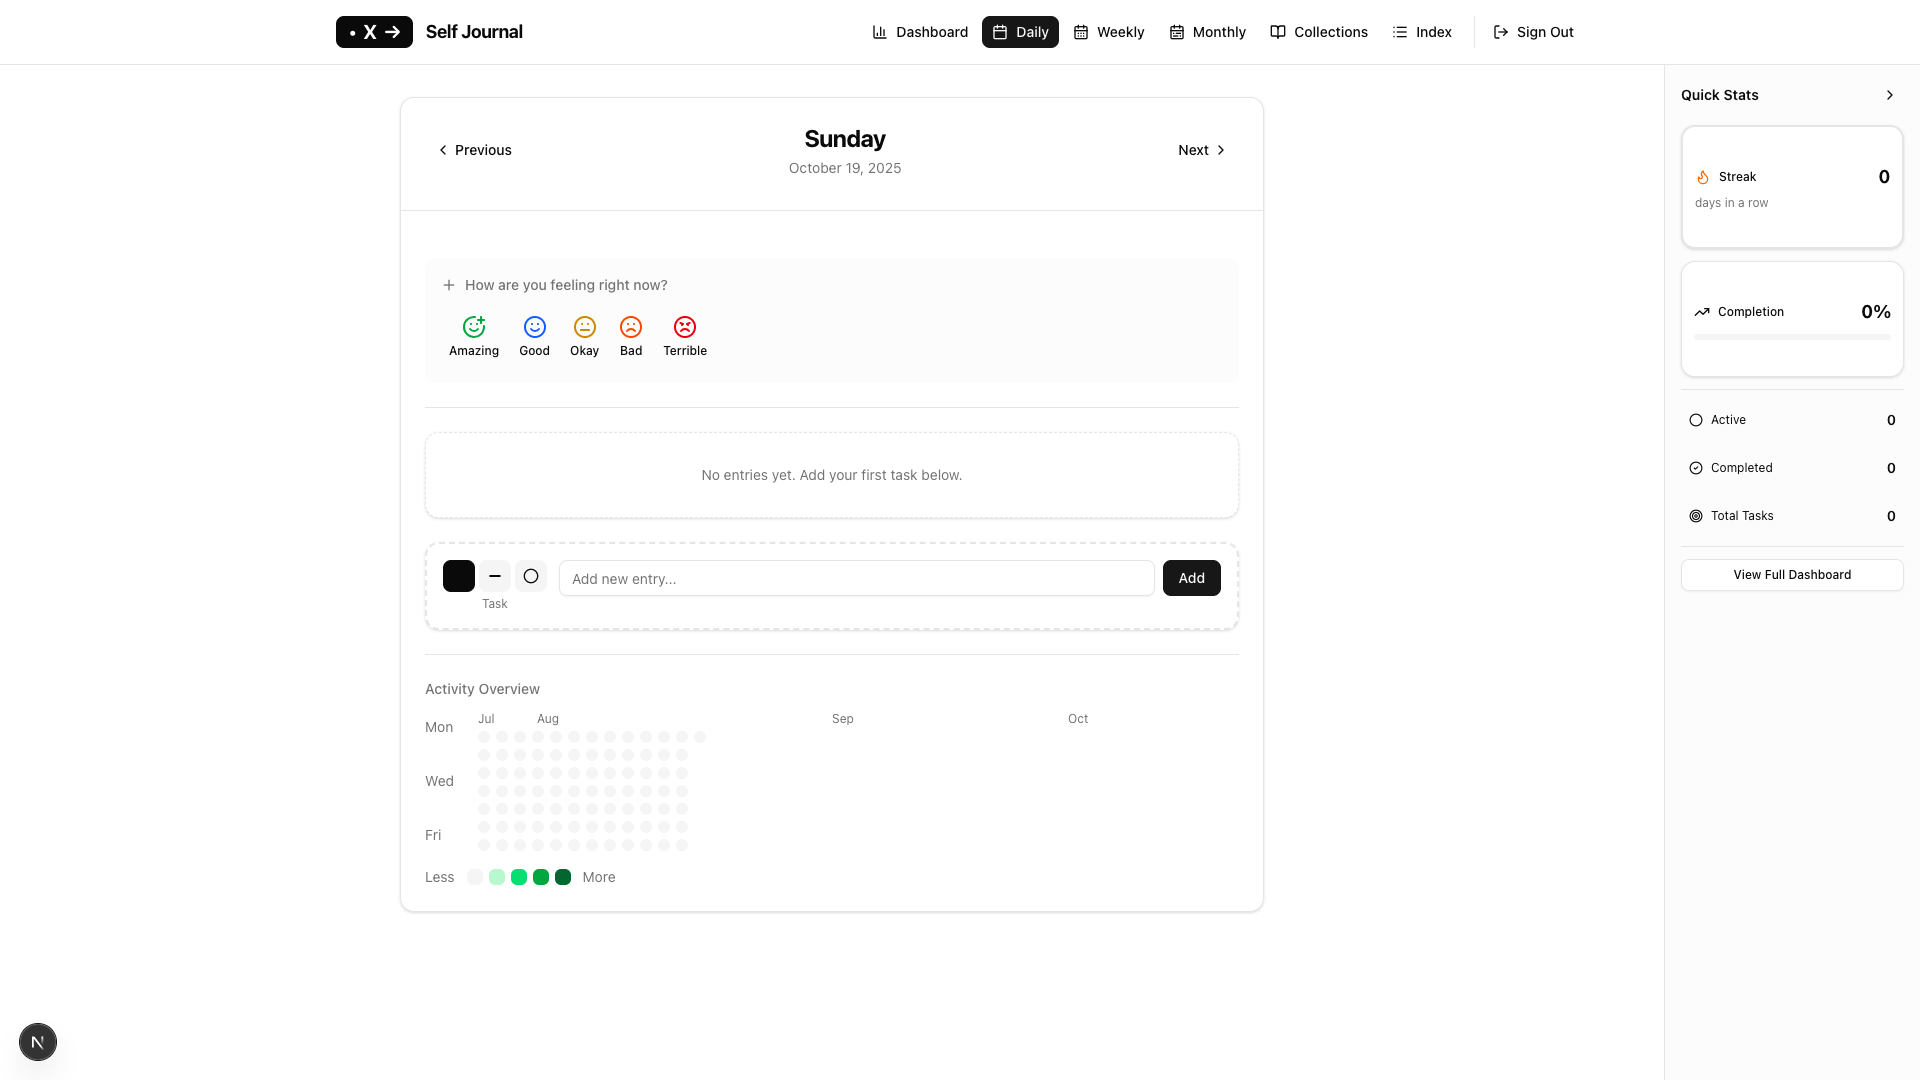 • X → Self Journal
Dashboard
Daily
Weekly
Monthly
Collections
Index
Sign Out
Previous
Sunday
October 19, 2025
Next
How are you feeling right now?
Amazing
Good
Okay
Bad
Terrible
No entries yet. Add your first task below.
Add new entry...
Add
Task
Activity Overview
Jul
Aug
Sep
Oct
Mon
Wed
Fri
Less
More
Quick Stats
Streak
0
days in a row
Completion
0%
Active
0
Completed
0
Total Tasks
0
View Full Dashboard
N